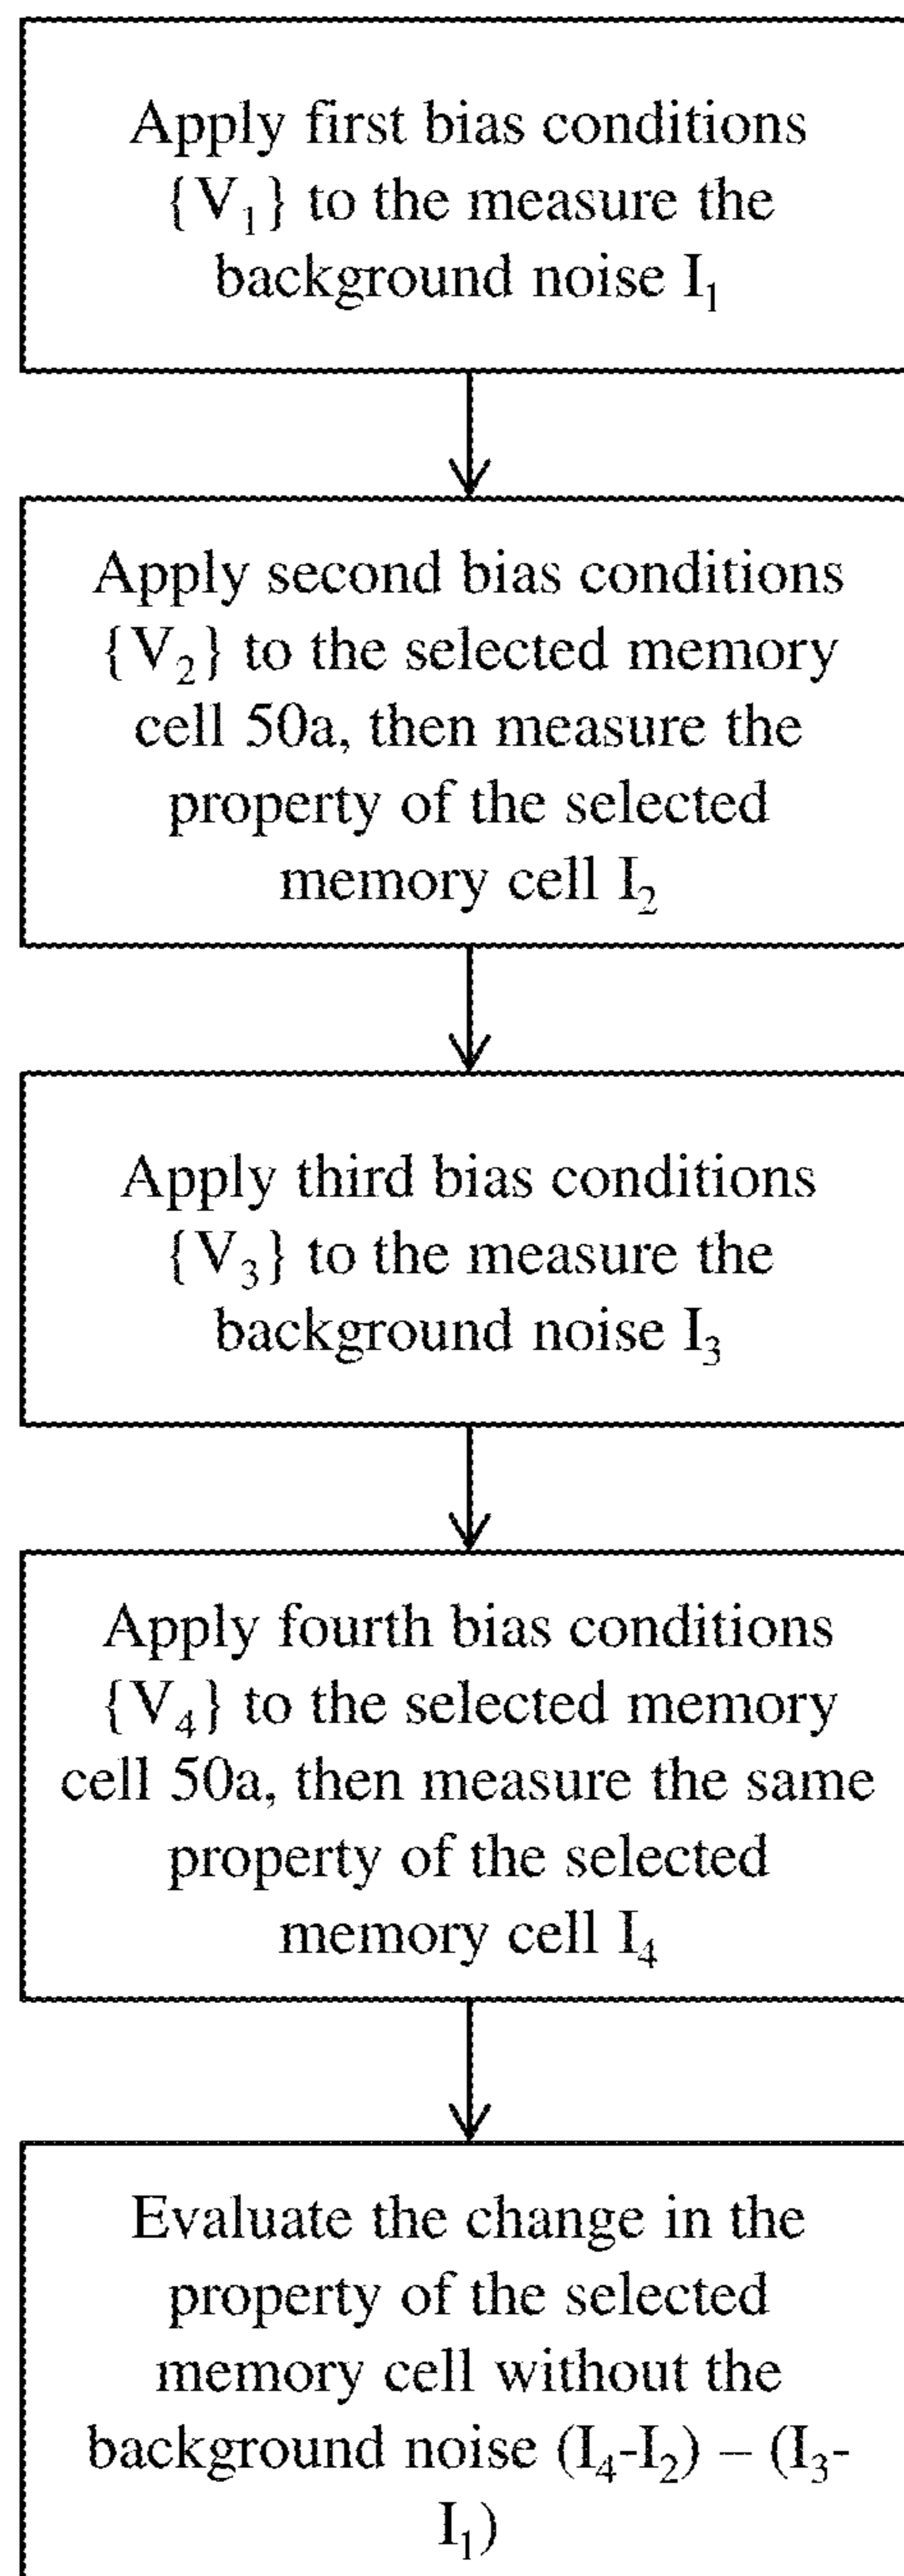 Apply first bias conditions
{V₁} to the measure the
background noise I₁
Apply second bias conditions
{V₂} to the selected memory
cell 50a, then measure the
property of the selected
memory cell I₂
Apply third bias conditions
{V₃} to the measure the
background noise I₃
Apply fourth bias conditions
{V₄} to the selected memory
cell 50a, then measure the same
property of the selected
memory cell I₄
Evaluate the change in the
property of the selected
memory cell without the
background noise (I₄-I₂) – (I₃-
I₁)